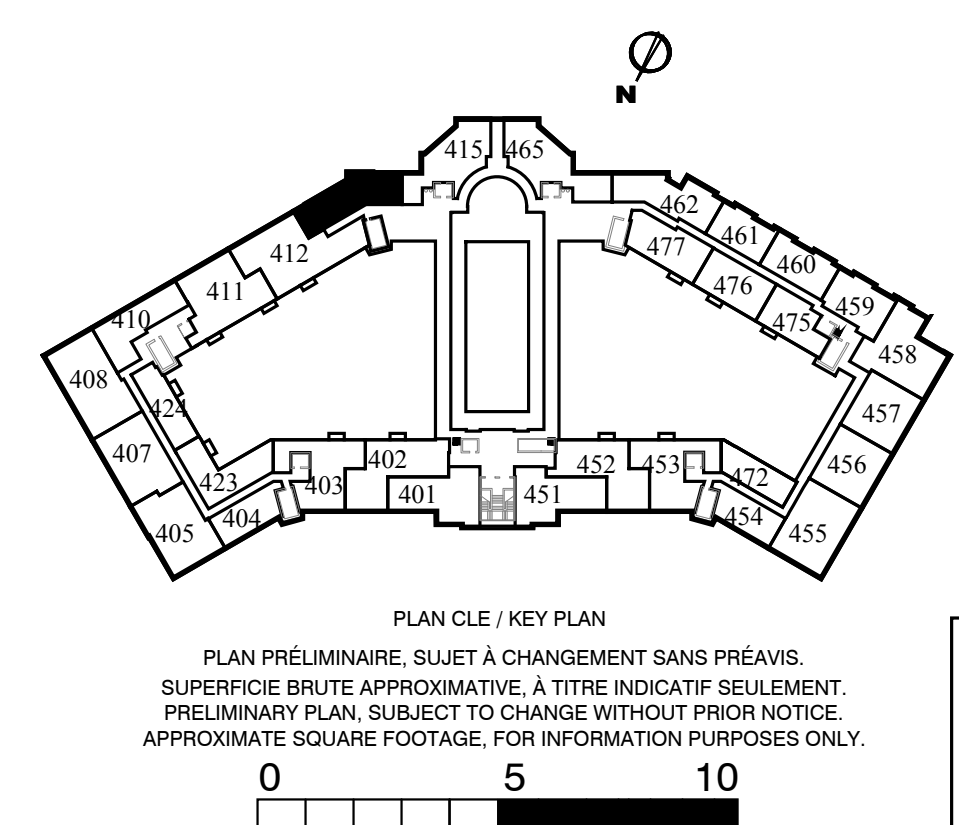 N
415 465
462
412 477 461
411 476 460
410 475 459
408 458
424 457
407 402 452 453 456
423 403 472
401 451
404 454
405 455
PLAN CLE / KEY PLAN
PLAN PRÉLIMINAIRE, SUJET À CHANGEMENT SANS PRÉAVIS.
SUPERFICIE BRUTE APPROXIMATIVE, À TITRE INDICATIF SEULEMENT.
PRELIMINARY PLAN, SUBJECT TO CHANGE WITHOUT PRIOR NOTICE.
APPROXIMATE SQUARE FOOTAGE, FOR INFORMATION PURPOSES ONLY.
0 5 10